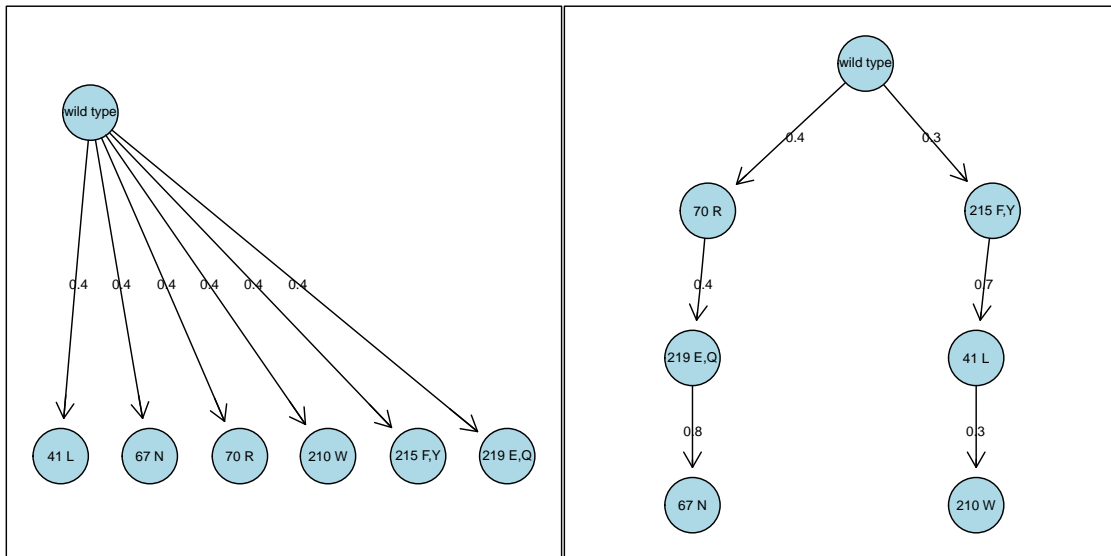 wild type
0.4 0.4 0.4 0.4 0.4 0.4
41 L 67 N 70 R 210 W 215 F,Y 219 E,Q
wild type
0.4 0.3
70 R 215 F,Y
0.4 0.7
219 E,Q 41 L
0.8 0.3
67 N 210 W